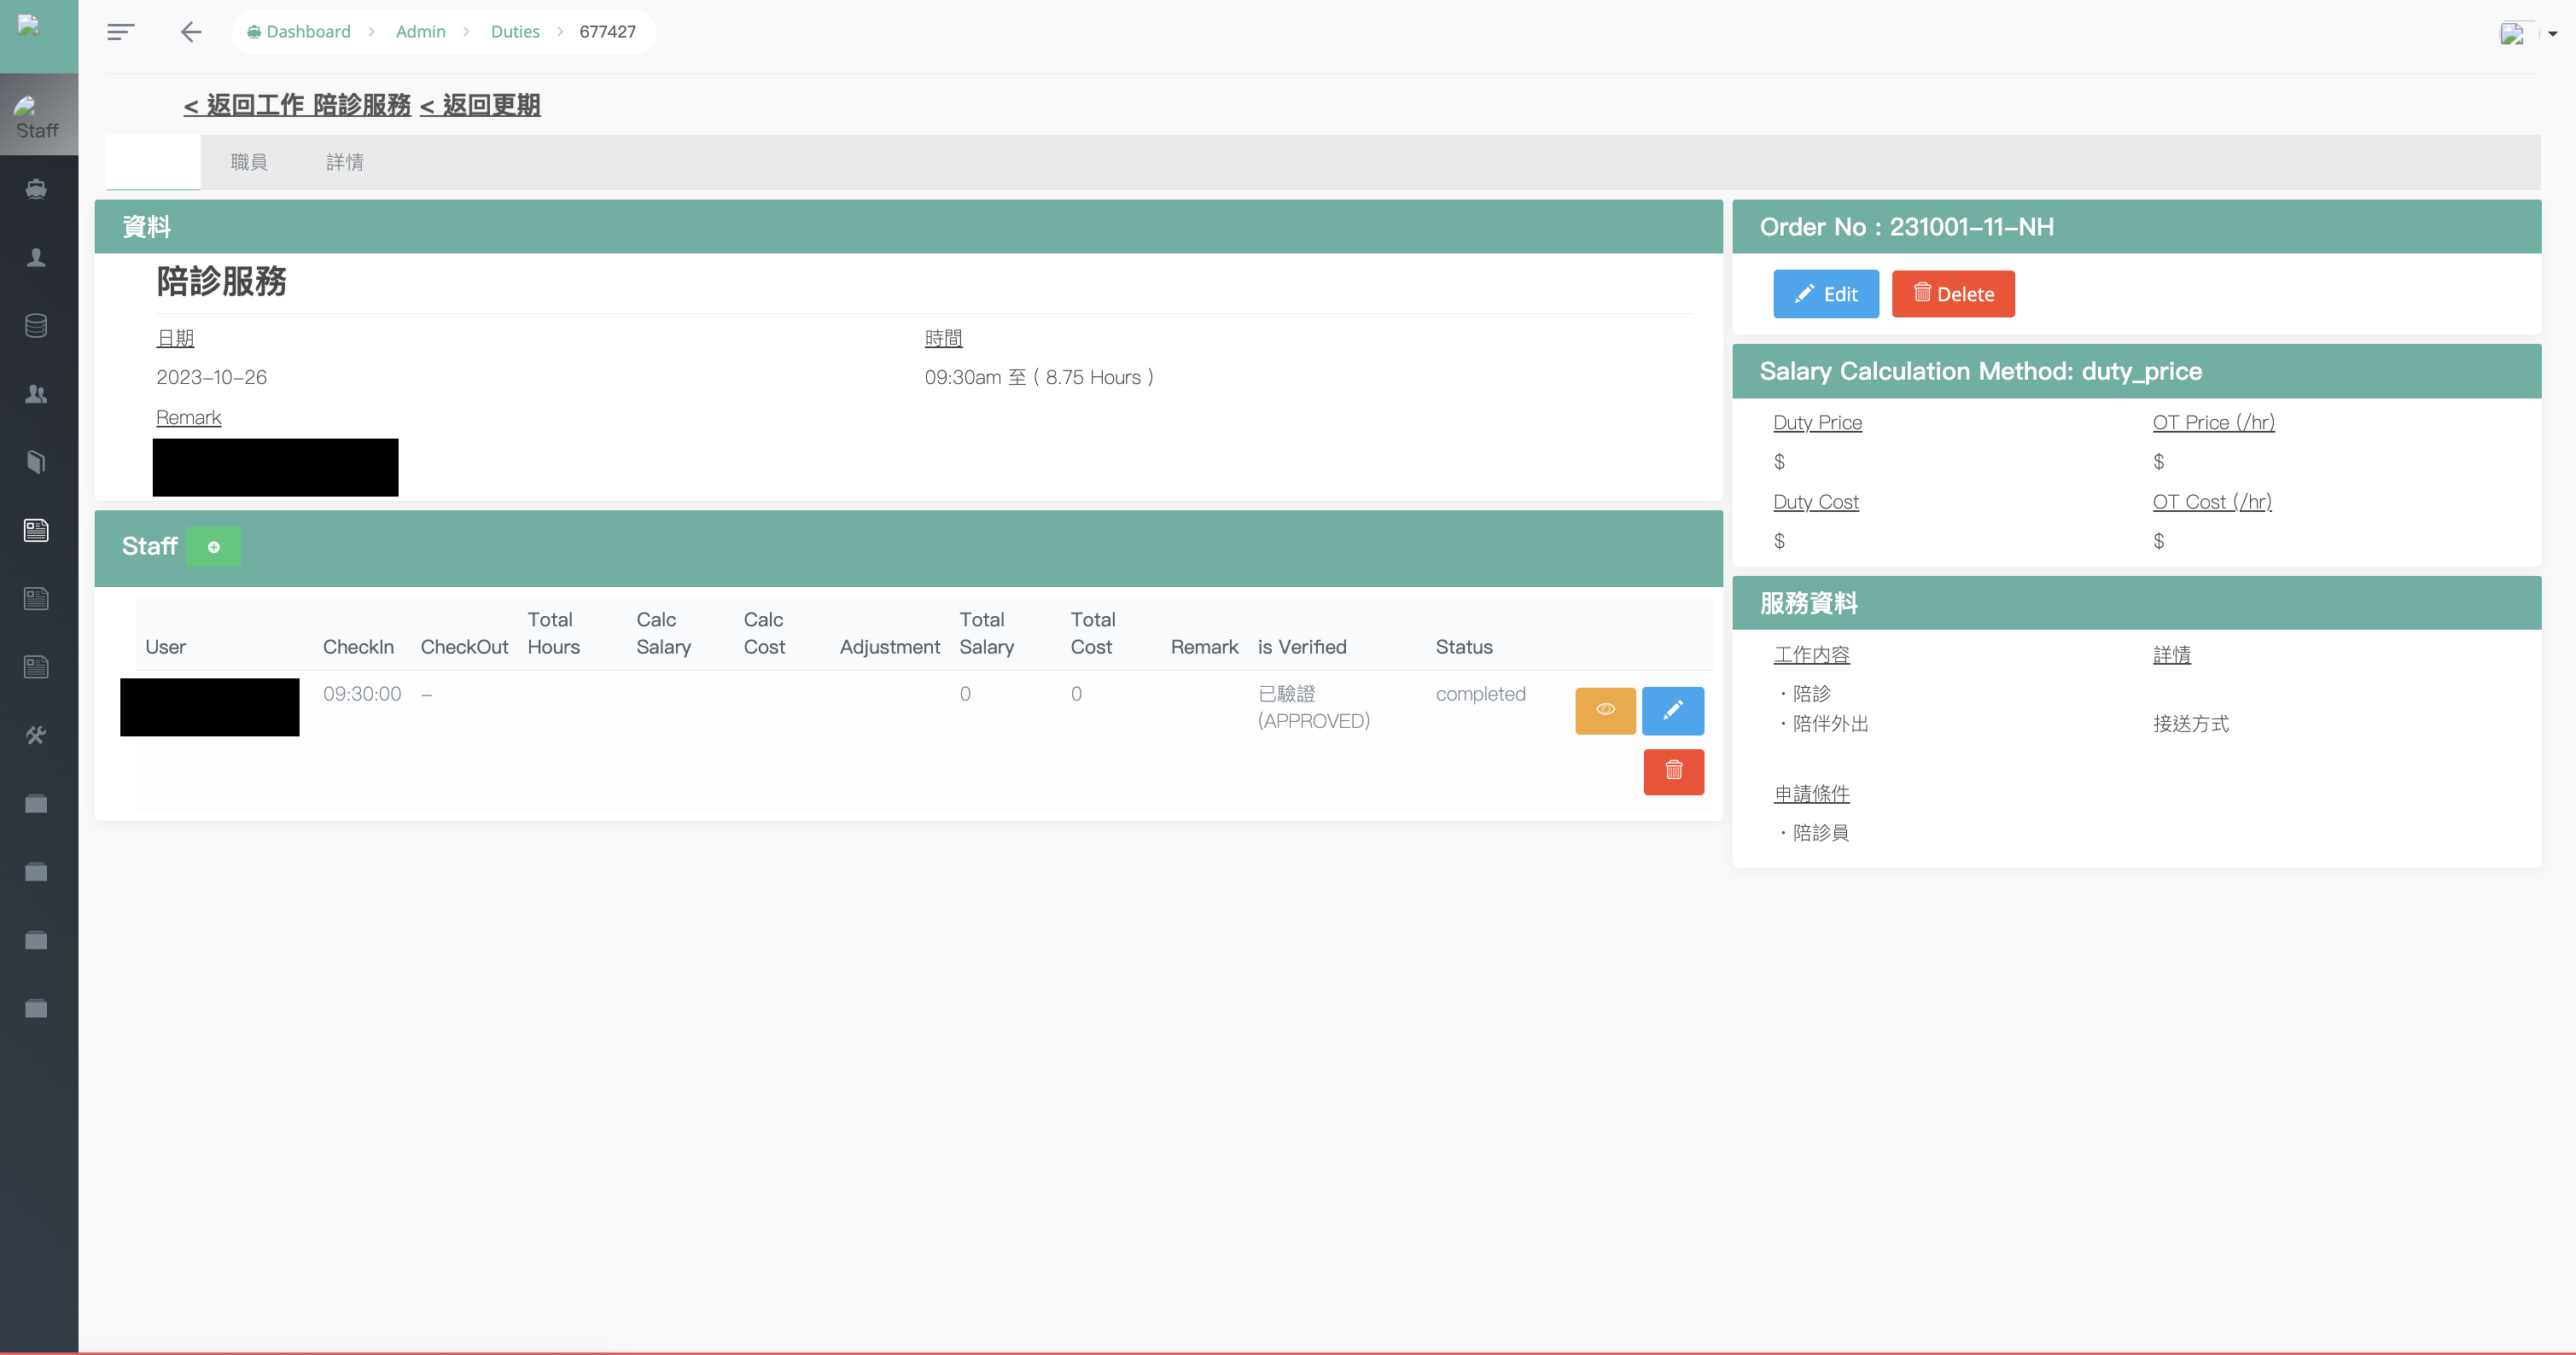 Dashboard > Admin > Duties > 677427
Staff
< 返回工作 陪診服務 < 返回更期
職員 詳情
資料
陪診服務
日期 時間
2023-10-26 09:30am 至 ( 8.75 Hours )
Remark
Staff
User CheckIn CheckOut Total Hours Calc Salary Calc Cost Adjustment Total Salary Total Cost Remark is Verified Status
09:30:00 - 0 0 已驗證 completed
(APPROVED)
Order No : 231001-11-NH
Edit Delete
Salary Calculation Method: duty_price
Duty Price OT Price (/hr)
$ $
Duty Cost OT Cost (/hr)
$ $
服務資料
工作內容 詳情
・陪診
・陪伴外出 接送方式
申請條件
・陪診員